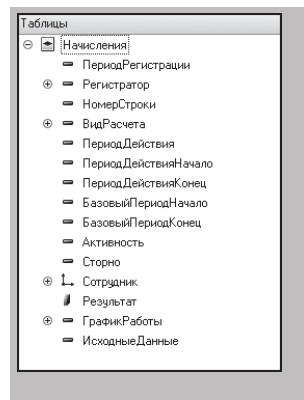 Таблицы
Начисления
ПериодРегистрации
Регистратор
НомерСтроки
ВидРасчета
ПериодДействия
ПериодДействияНачало
ПериодДействияКонец
БазовыйПериодНачало
БазовыйПериодКонец
Активность
Сторно
Сотрудник
Результат
ГрафикРаботы
ИсходныеДанные